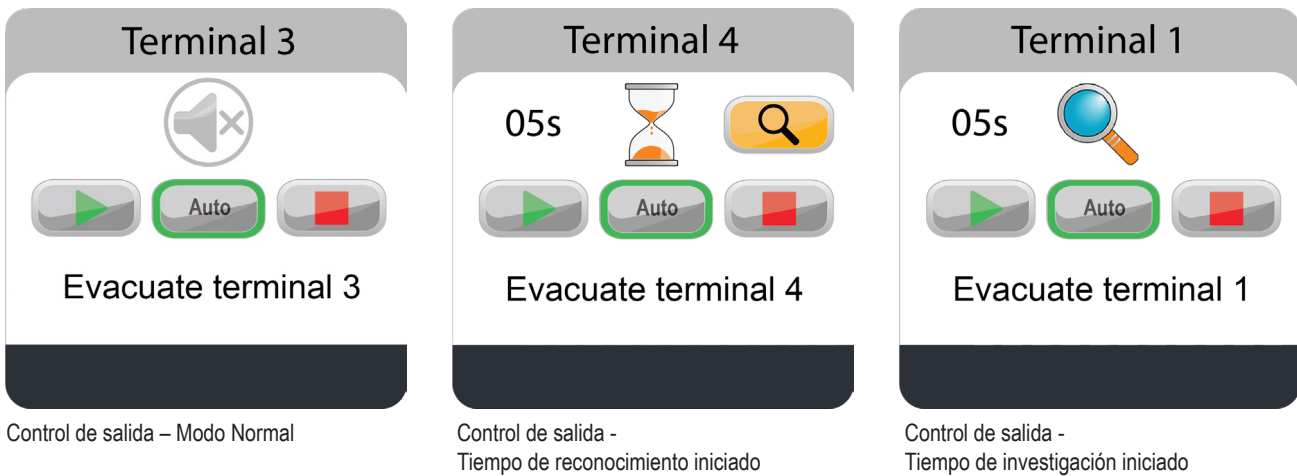 Terminal 3
Auto
Evacuate terminal 3
Control de salida – Modo Normal
Terminal 4
05s
Auto
Evacuate terminal 4
Control de salida -
Tiempo de reconocimiento iniciado
Terminal 1
05s
Auto
Evacuate terminal 1
Control de salida -
Tiempo de investigación iniciado